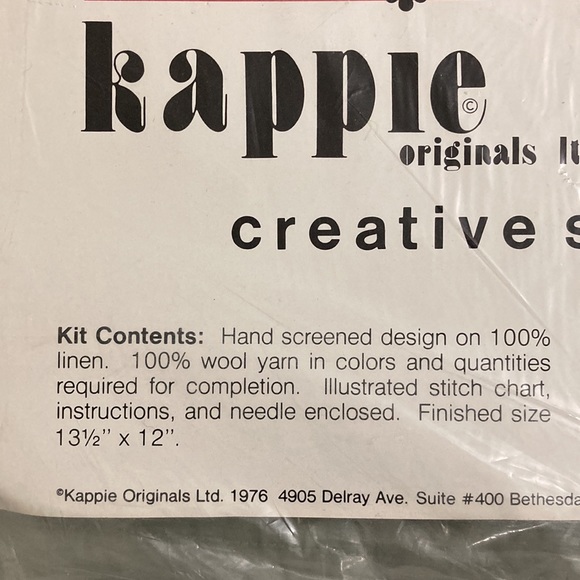 kappie
©
originals
creative
Kit Contents: Hand screened design on 100%
linen. 100% wool yarn in colors and quantities
required for completion. Illustrated stitch chart,
instructions, and needle enclosed. Finished size
13½” x 12”.
©Kappie Originals Ltd. 1976 4905 Delray Ave. Suite #400 Bethesda